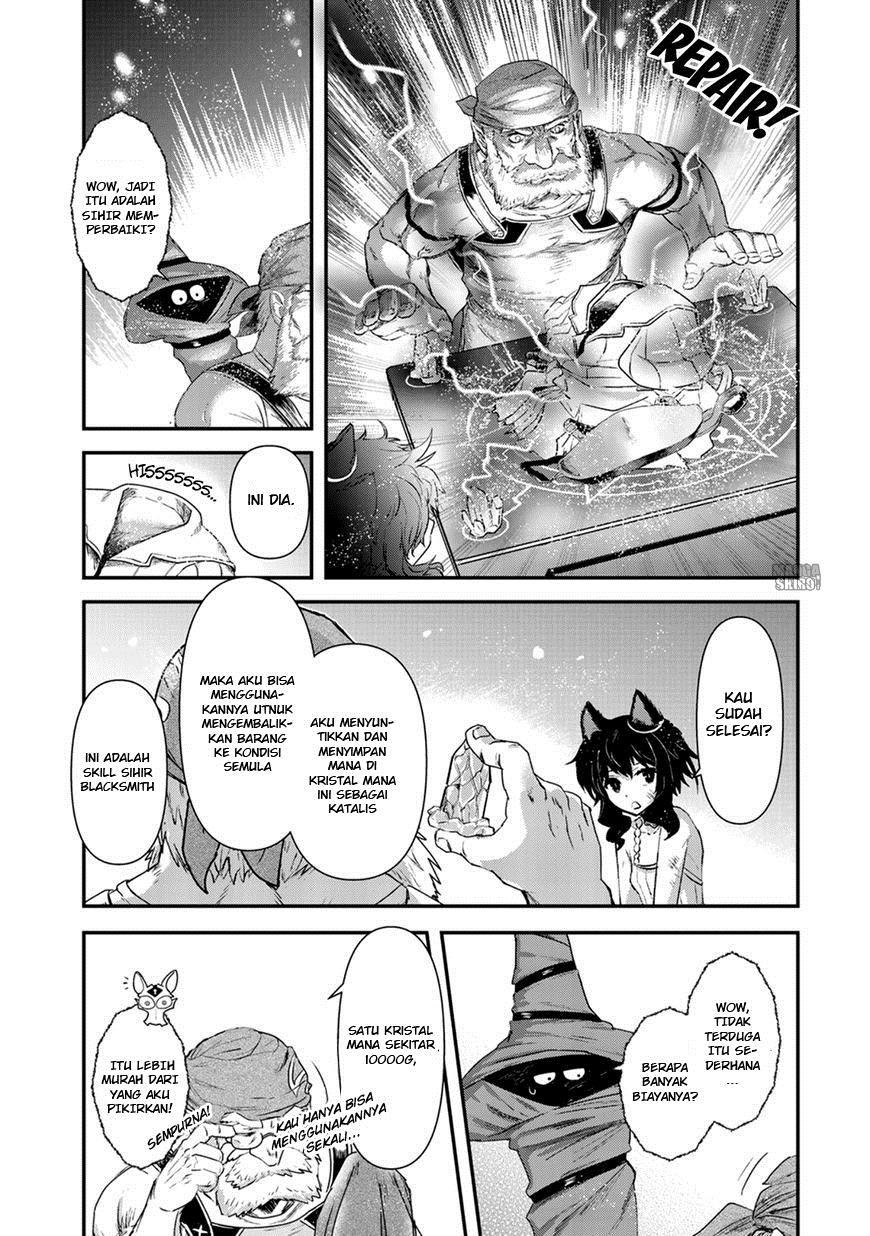 REPAIR!
WOW, JADI
ITU ADALAH
SIHIR MEM-
PERBAIKI?
INI DIA.
HISSSSSSS...
KAU
SUDAH
SELESAI?
AKU MENYUN-
TIKKAN DAN
MENYIMPAN
MANA DI
KRISTAL MANA
INI SEBAGAI
KATALIS
MAKA AKU BISA
MENGGUNA-
KANNYA UTNUK
MENGEMBALIK-
KAN BARANG
KE KONDISI
SEMULA
INI ADALAH
SKILL SIHIR
BLACKSMITH
WOW,
TIDAK
TERDUGA
ITU SE-
DERHANA
...
BERAPA
BANYAK
BIAYANYA?
SATU KRISTAL
MANA SEKITAR
10000G,
KAU HANYA BISA
MENGGUNAKANNYA
SEKALI...
ITU LEBIH
MURAH DARI
YANG AKU
PIKIRKAN!
SEMPURNA!
MANGA
SEIHO!